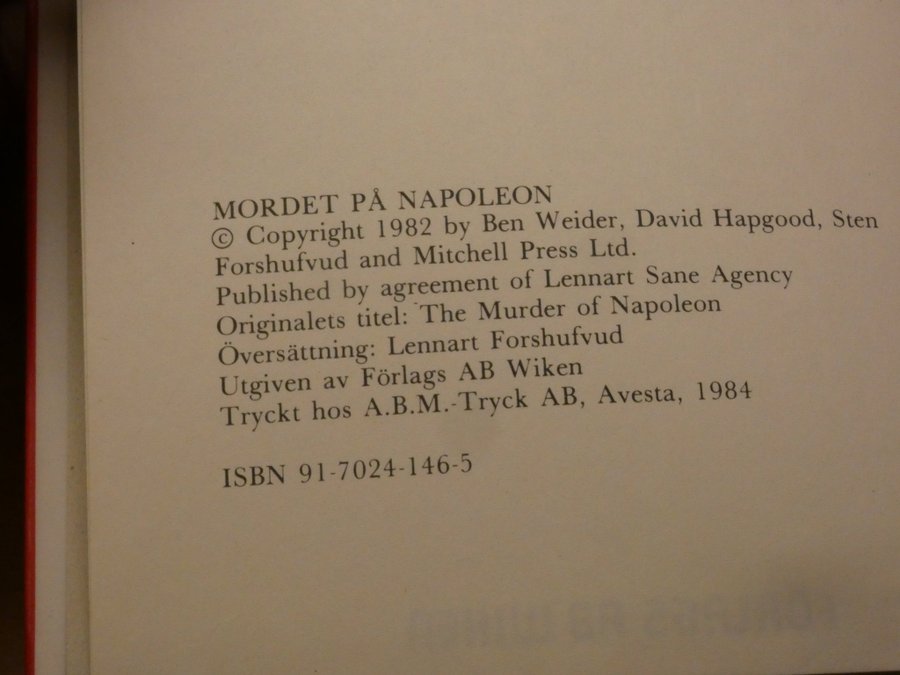 MORDET PÅ NAPOLEON
© Copyright 1982 by Ben Weider, David Hapgood, Sten
Forshufvud and Mitchell Press Ltd.
Published by agreement of Lennart Sane Agency
Originalets titel: The Murder of Napoleon
Översättning: Lennart Forshufvud
Utgiven av Förlags AB Wiken
Tryckt hos A.B.M.-Tryck AB, Avesta, 1984
ISBN 91-7024-146-5